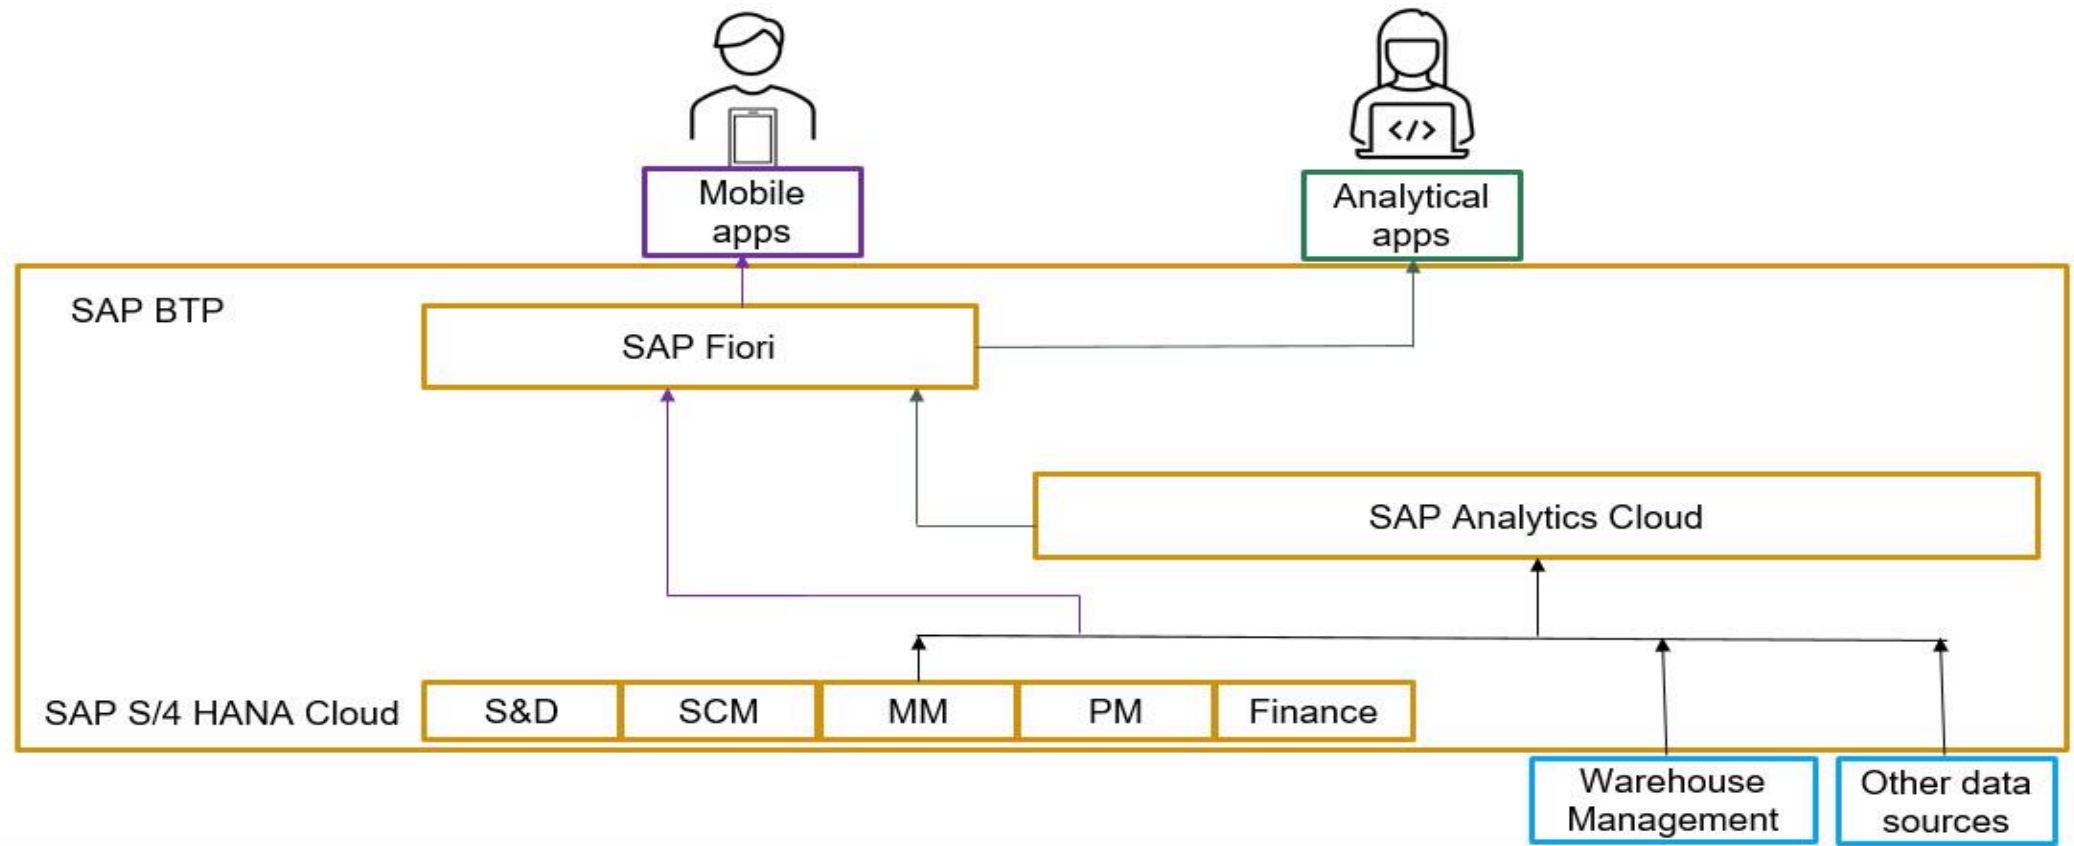 Mobile
apps
Analytical
apps
SAP BTP
SAP Fiori
</>
SAP Analytics Cloud
SAP S/4 HANA Cloud
S&D
SCM
MM
PM
Finance
Warehouse
Management
Other data
sources